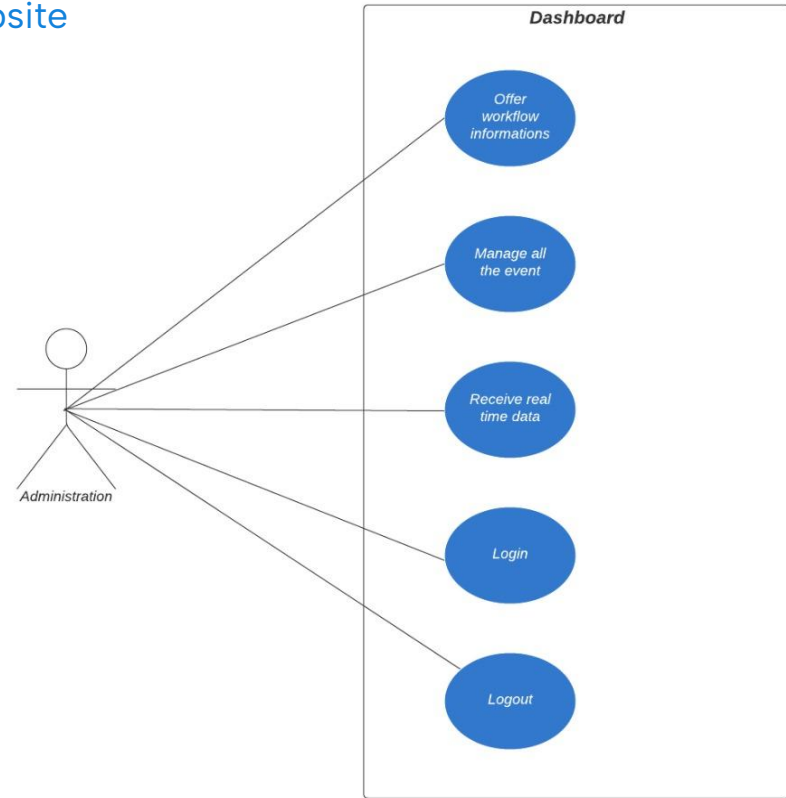 osite
Dashboard
Offer
workflow
informations
Manage all
the event
Receive real
time data
Administration
Login
Logout